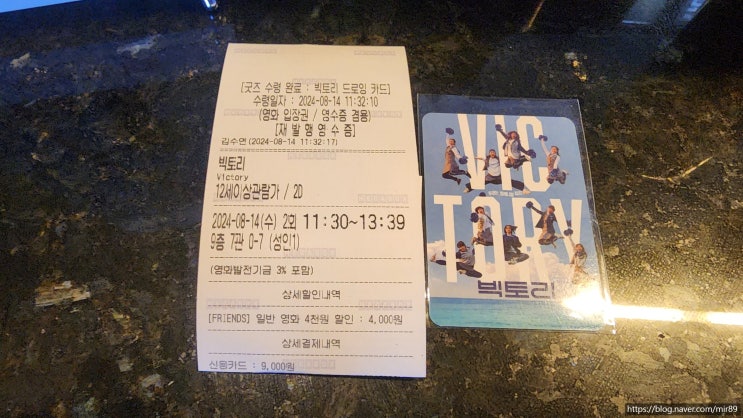 [굿즈 수령 완료 : 빅토리 드로잉 카드]
수령일자 : 2024-08-14 11:32:10
(영화 입장권 / 영수증 겸용)
[재 발 행 영 수 증]
김수연(2024-08-14 11:32:17)
빅토리
Victory
12세이상관람가 / 2D
2024-08-14(수) 2회 11:30~13:39
9층 7관 O-7 (성인1)
(영화발전기금 3% 포함)
상세할인내역
[FRIENDS] 일반 영화 4천원 할인 : 4,000원
상세결제내역
신용카드 : 9,000원
VIC
TORY
빅토리
https://blog.naver.com/mir89